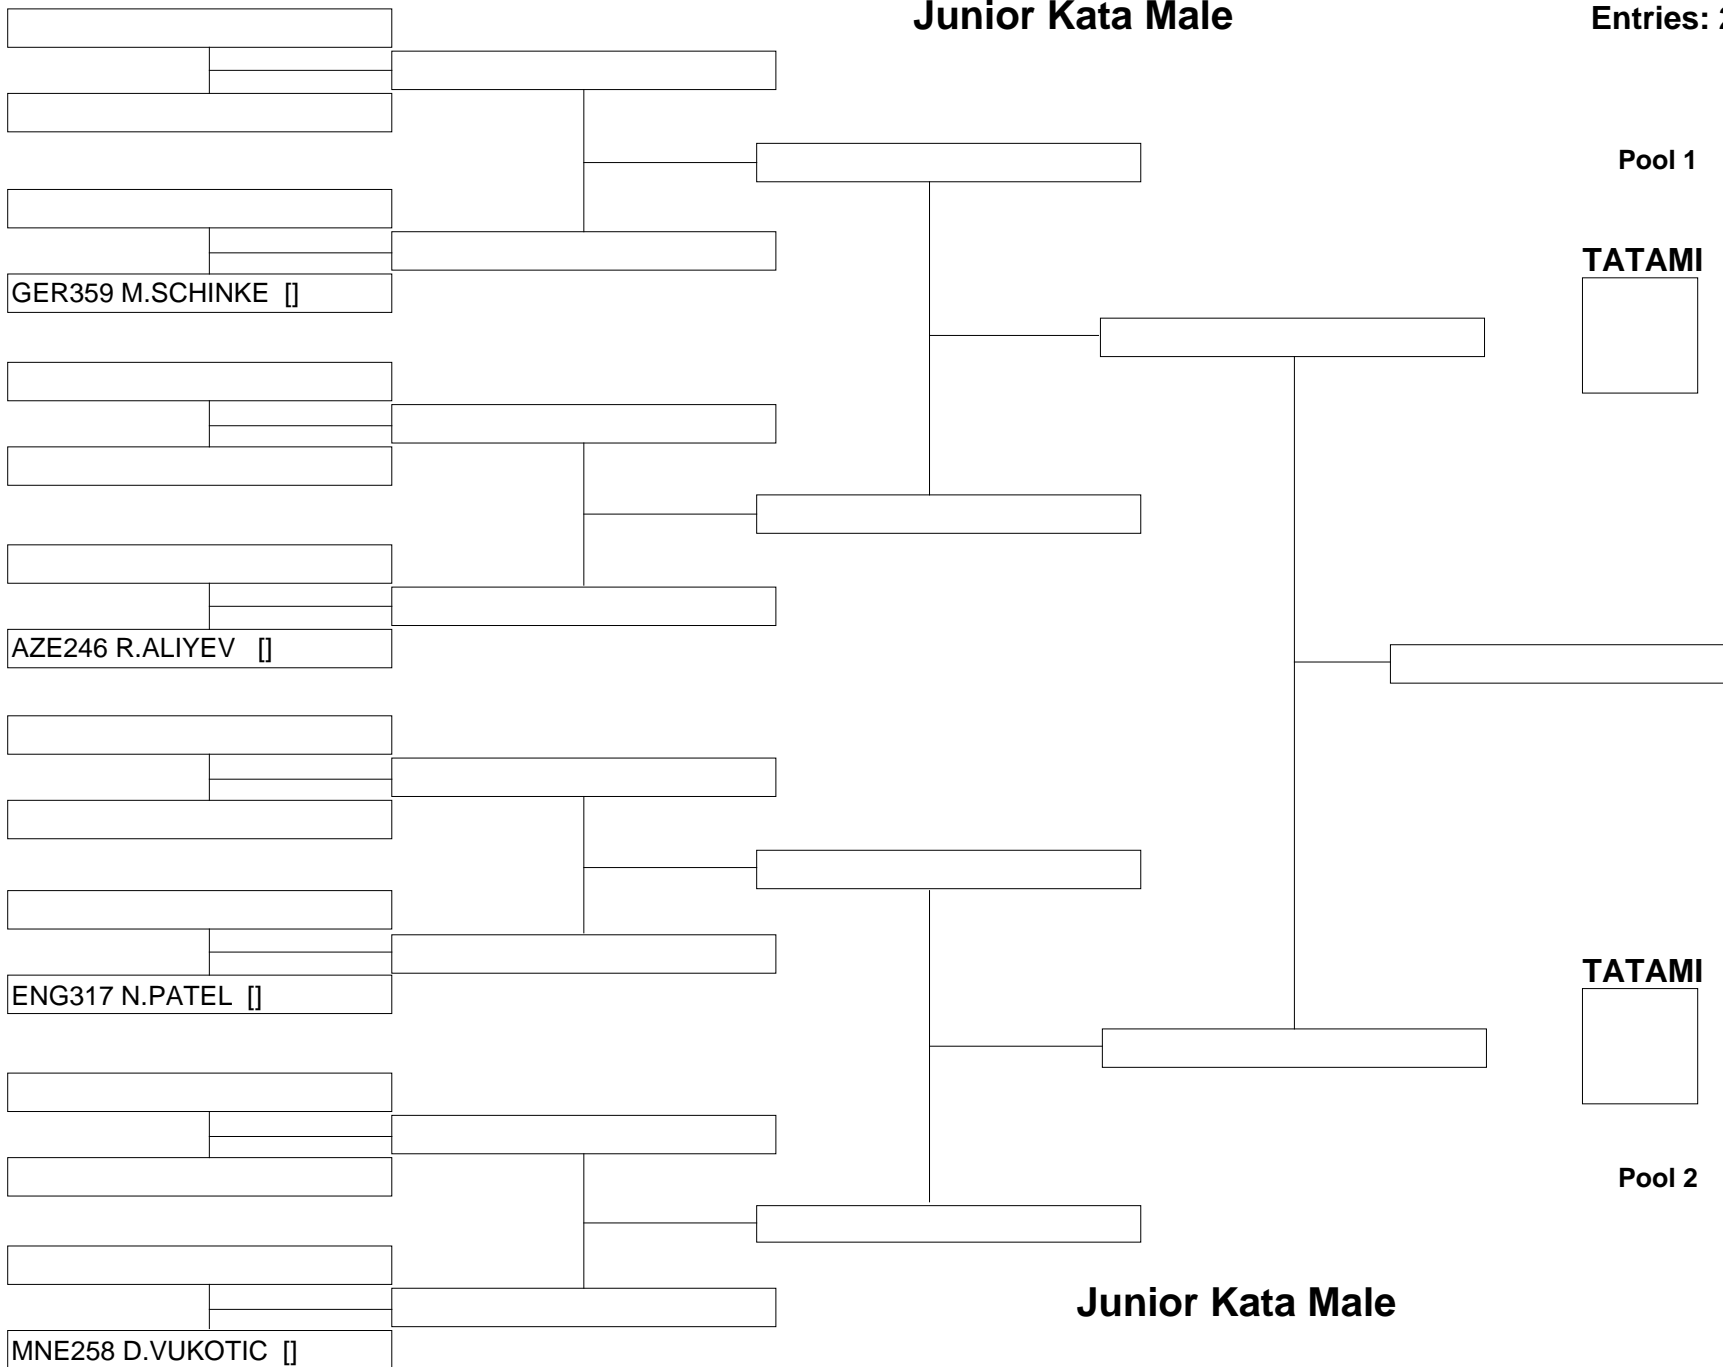 Junior Kata Male
Entries: 2
Pool 1
TATAMI
GER359 M.SCHINKE []
AZE246 R.ALIYEV []
ENG317 N.PATEL []
TATAMI
Pool 2
Junior Kata Male
MNE258 D.VUKOTIC []